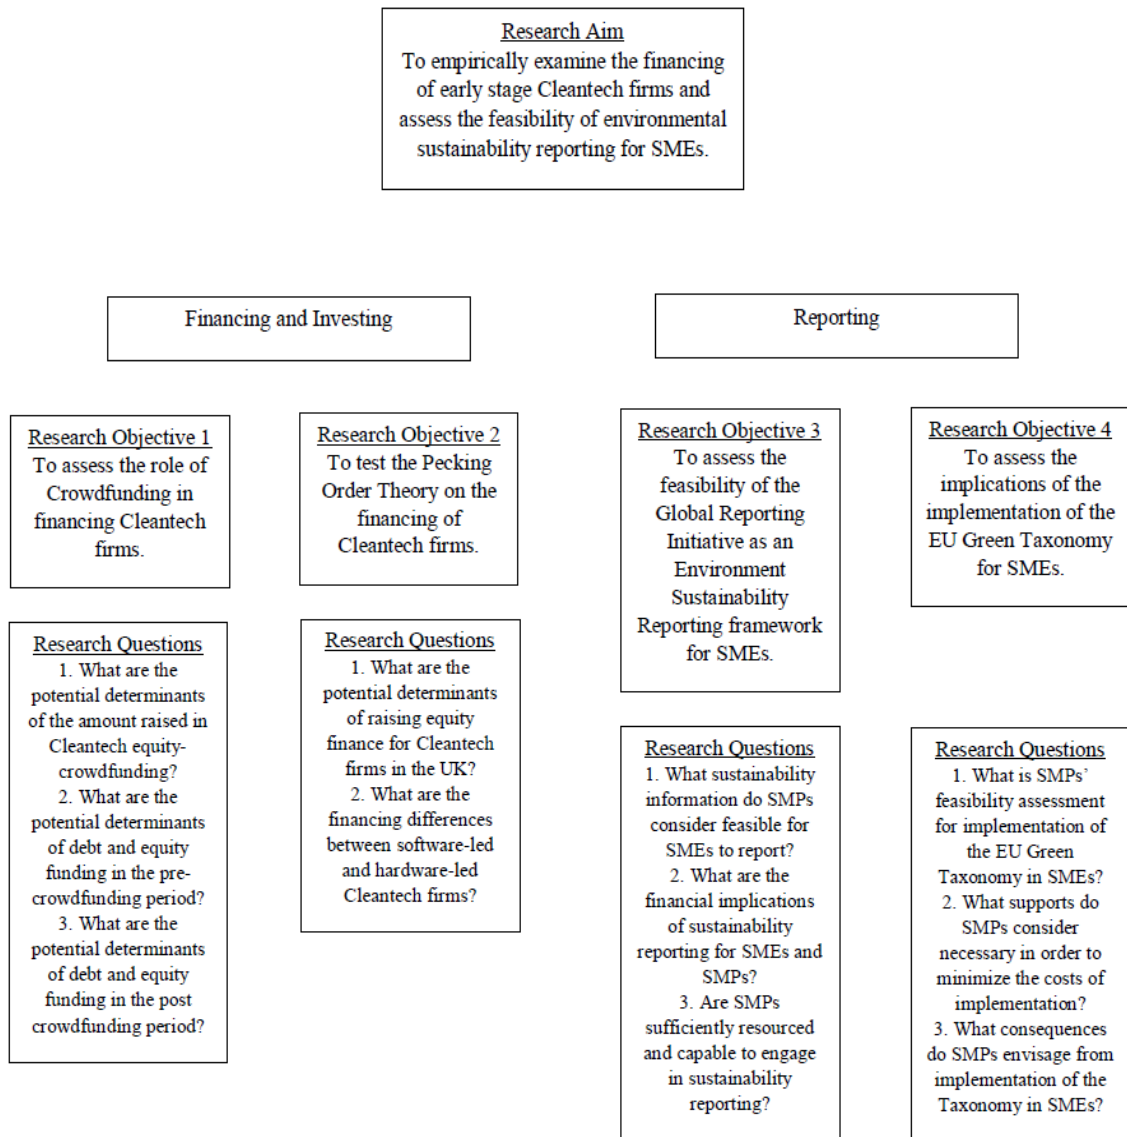 Research Aim
To empirically examine the financing
of early stage Cleantech firms and
assess the feasibility of environmental
sustainability reporting for SMEs.
Financing and Investing
Reporting
Research Objective 1
To assess the role of
Crowdfunding in
financing Cleantech
firms.
Research Objective 2
To test the Pecking
Order Theory on the
financing of
Cleantech firms.
Research Objective 3
To assess the
feasibility of the
Global Reporting
Initiative as an
Environment
Sustainability
Reporting framework
for SMEs.
Research Objective 4
To assess the
implications of the
implementation of the
EU Green Taxonomy
for SMEs.
Research Questions
1. What are the
potential determinants
of the amount raised in
Cleantech equity-
crowdfunding?
2. What are the
potential determinants
of debt and equity
funding in the pre-
crowdfunding period?
3. What are the
potential determinants
of debt and equity
funding in the post
crowdfunding period?
Research Questions
1. What are the
potential determinants
of raising equity
finance for Cleantech
firms in the UK?
2. What are the
financing differences
between software-led
and hardware-led
Cleantech firms?
Research Questions
1. What sustainability
information do SMPs
consider feasible for
SMEs to report?
2. What are the
financial implications
of sustainability
reporting for SMEs and
SMPs?
3. Are SMPs
sufficiently resourced
and capable to engage
in sustainability
reporting?
Research Questions
1. What is SMPs’
feasibility assessment
for implementation of
the EU Green
Taxonomy in SMEs?
2. What supports do
SMPs consider
necessary in order to
minimize the costs of
implementation?
3. What consequences
do SMPs envisage from
implementation of the
Taxonomy in SMEs?